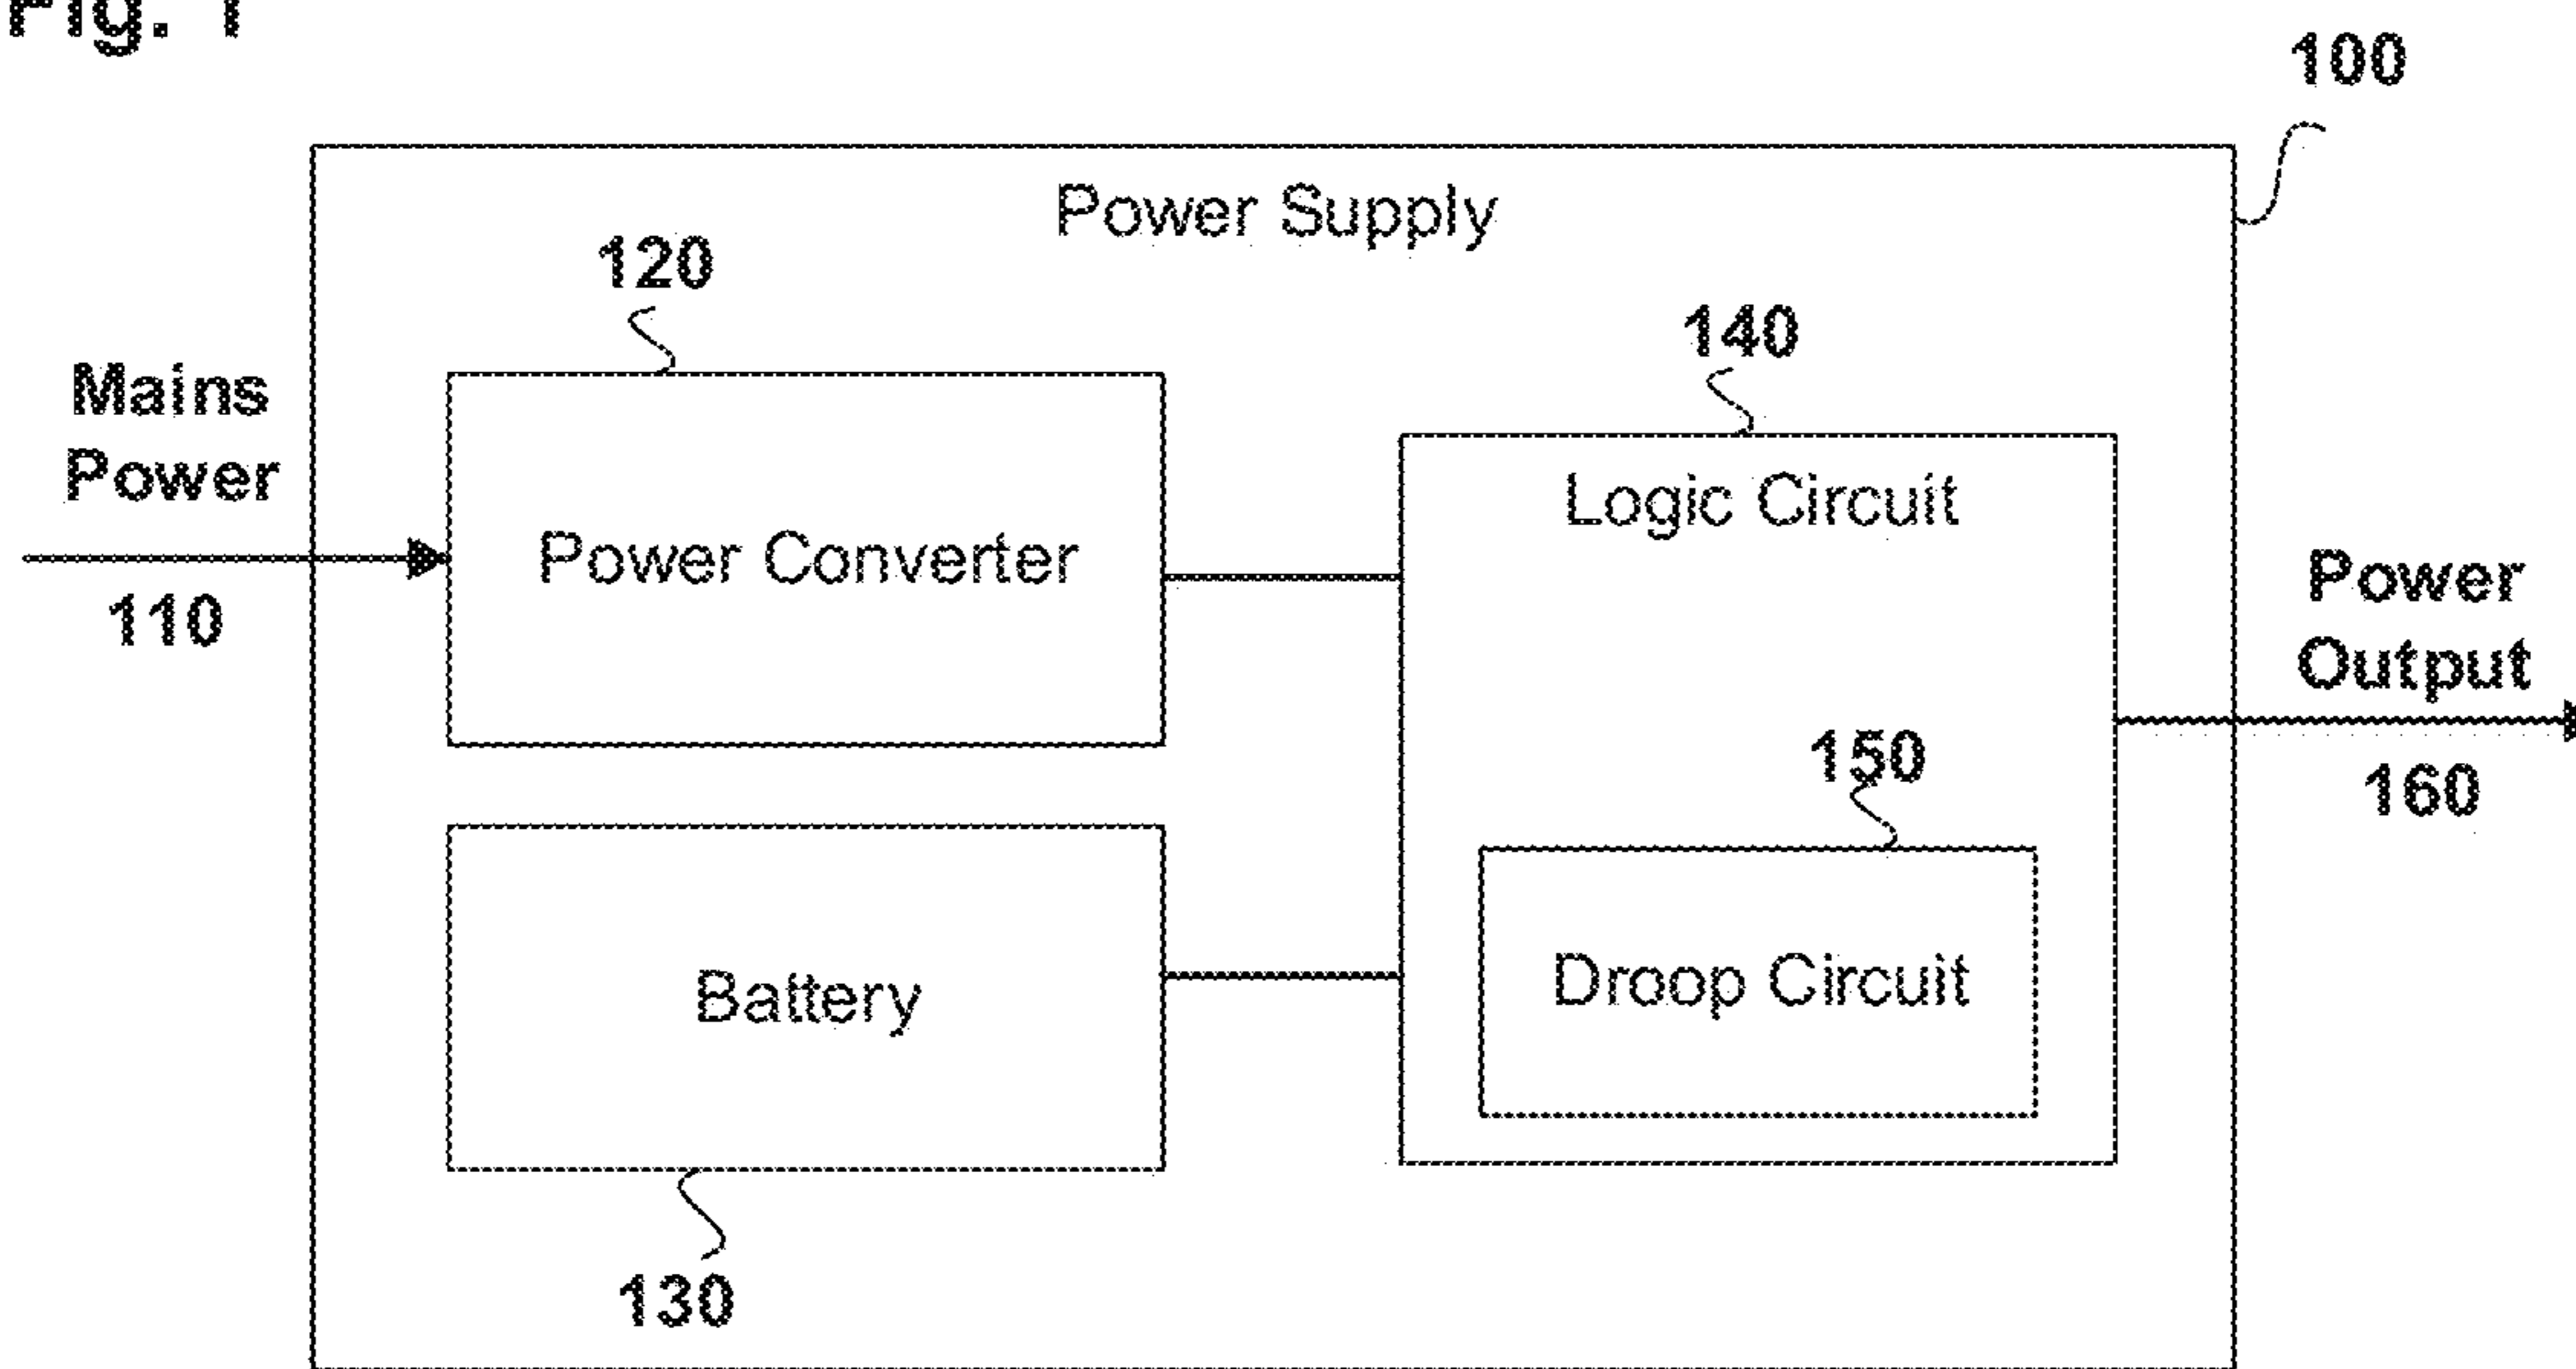 Fig. 1
100
Power Supply
120
140
Mains
Power
110
Power Converter
Logic Circuit
Power
Output
160
150
Droop Circuit
Battery
130